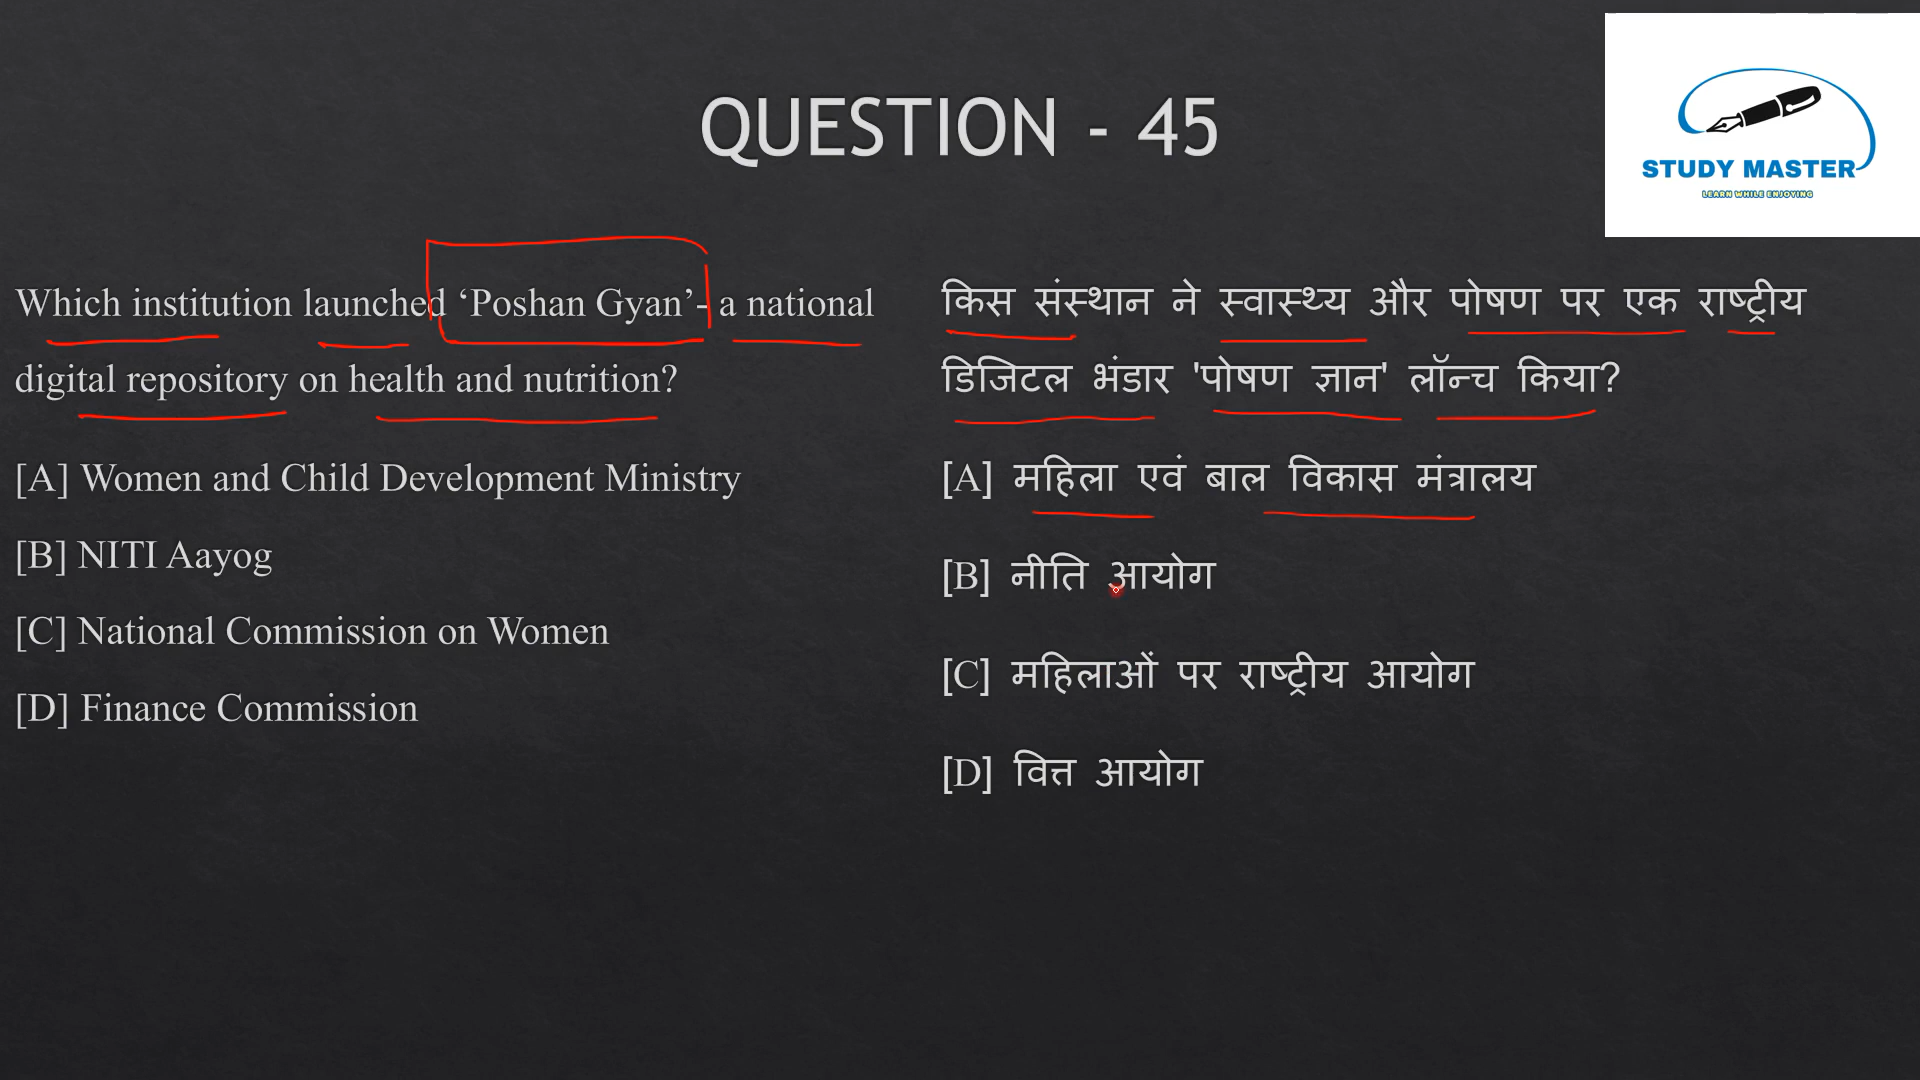 QUESTION - 45
STUDY MASTER
LEARN WHILE ENJOYING
Which institution launched ‘Poshan Gyan’- a national
digital repository on health and nutrition?
[A] Women and Child Development Ministry
[B] NITI Aayog
[C] National Commission on Women
[D] Finance Commission
किस संस्थान ने स्वास्थ्य और पोषण पर एक राष्ट्रीय
डिजिटल भंडार 'पोषण ज्ञान' लॉन्च किया?
[A] महिला एवं बाल विकास मंत्रालय
[B] नीति आयोग
[C] महिलाओं पर राष्ट्रीय आयोग
[D] वित्त आयोग